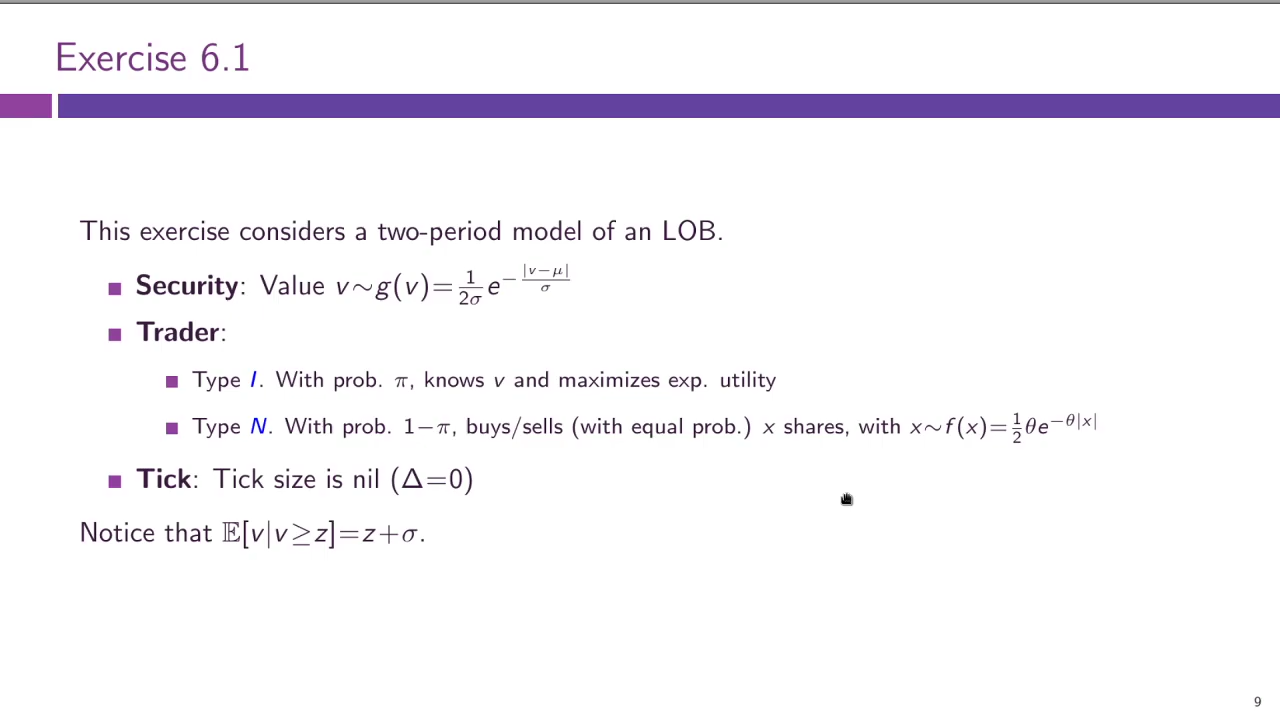 Exercise 6.1
This exercise considers a two-period model of an LOB.
Security: Value v∼g(v)=1/(2σ) e^(−|v−μ|/σ)
Trader:
Type I. With prob. π, knows v and maximizes exp. utility
Type N. With prob. 1−π, buys/sells (with equal prob.) x shares, with x∼f(x)=1/2 θe^(−θ|x|)
Tick: Tick size is nil (Δ=0)
Notice that 𝔼[v|v≥z]=z+σ.
9